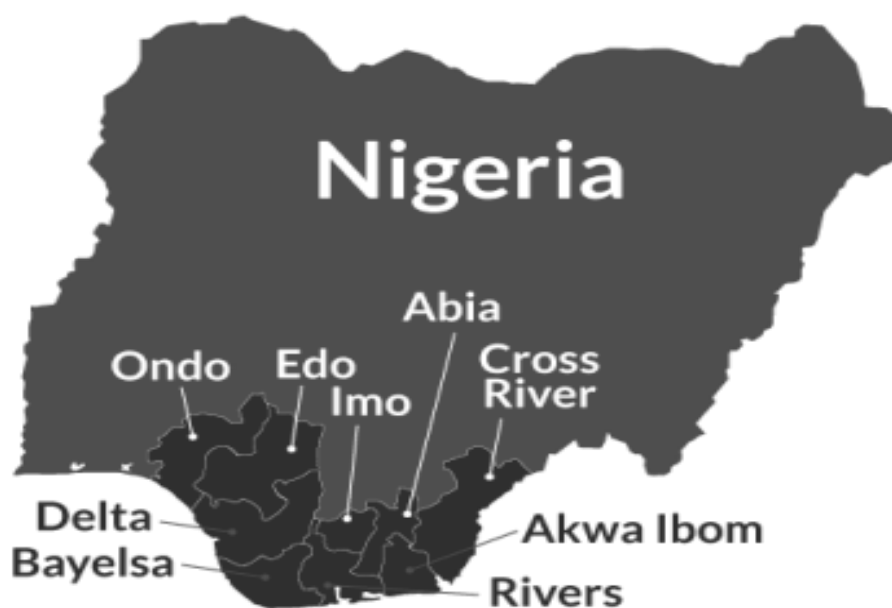 Nigeria
Abia
Ondo
Edo
Imo
Cross
River
Delta
Bayelsa
Akwa Ibom
Rivers